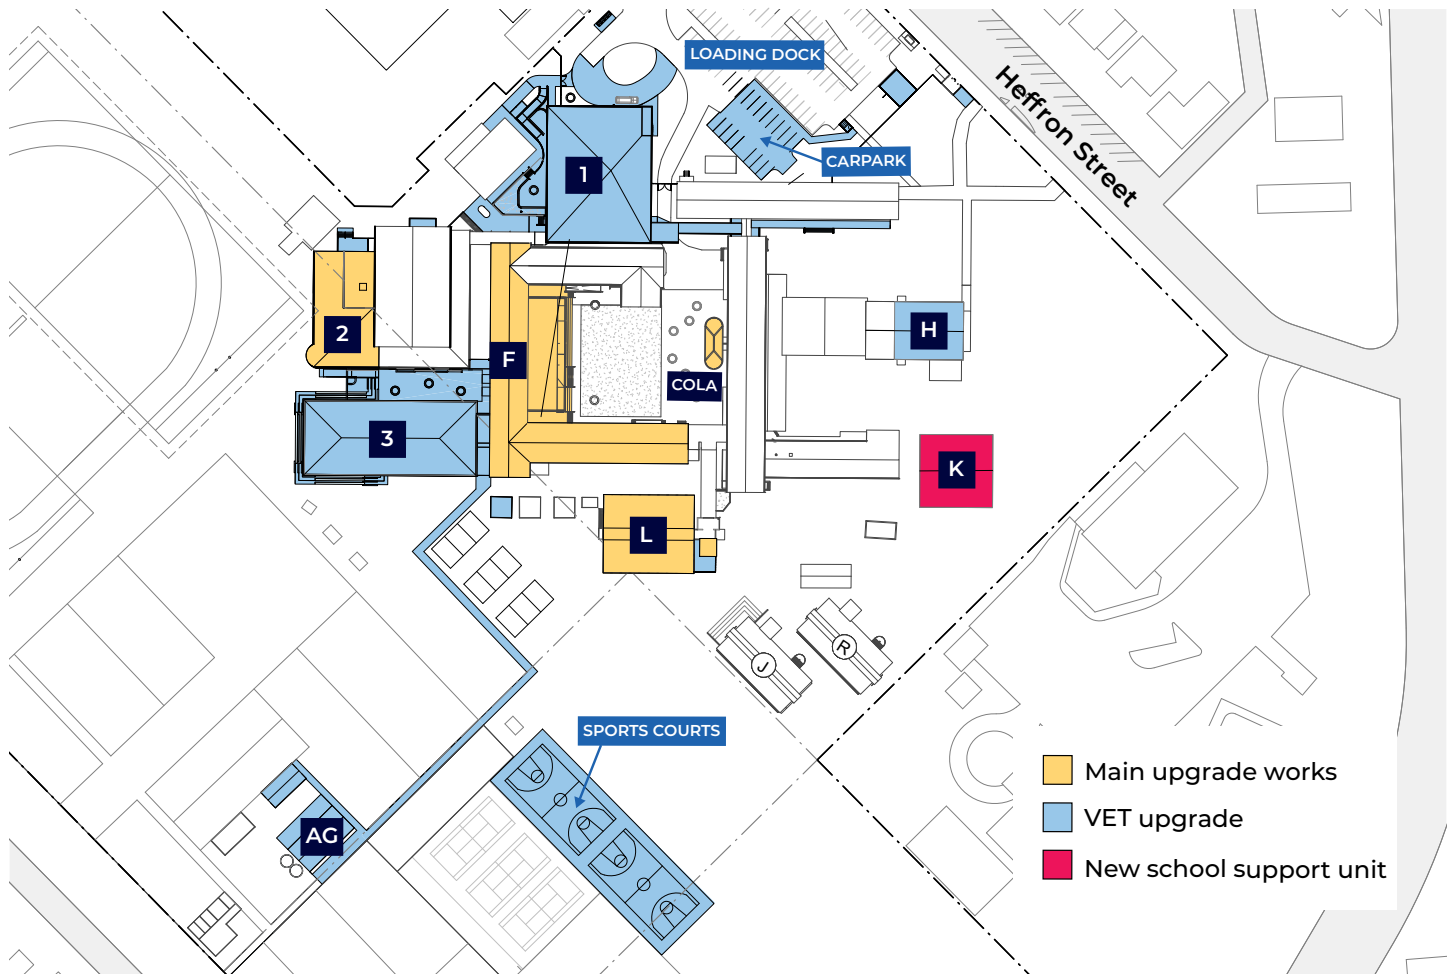 LOADING DOCK
Heffron Street
CARPARK
1
2
F
H
COLA
3
K
L
J
R
SPORTS COURTS
AG
Main upgrade works
VET upgrade
New school support unit